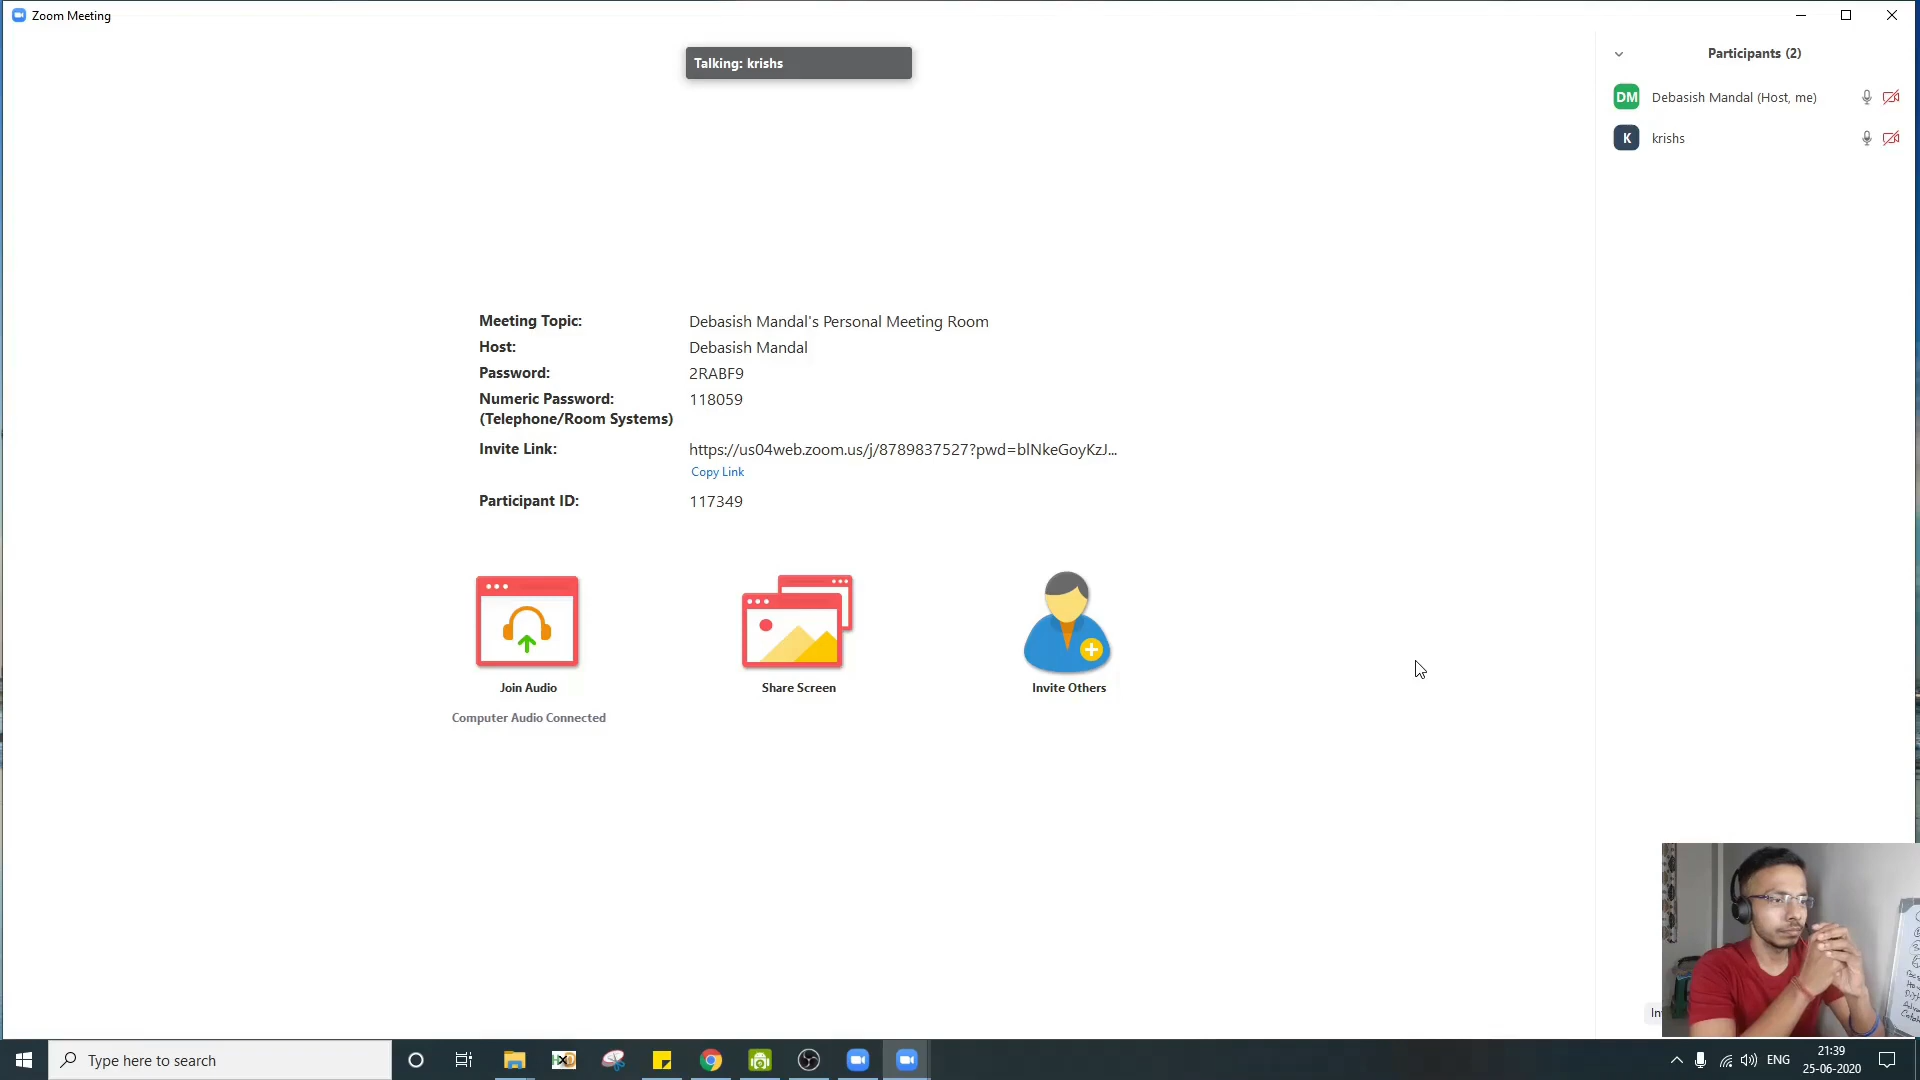 Zoom Meeting
Talking: krishs
Participants (2)
DM Debasish Mandal (Host, me)
K krishs
Meeting Topic: Debasish Mandal's Personal Meeting Room
Host: Debasish Mandal
Password: 2RABF9
Numeric Password: 118059
(Telephone/Room Systems)
Invite Link: https://us04web.zoom.us/j/8789837527?pwd=blNkeGoyKzJ...
Copy Link
Participant ID: 117349
Join Audio
Share Screen
Invite Others
Computer Audio Connected
Type here to search
ENG
21:39
25-06-2020